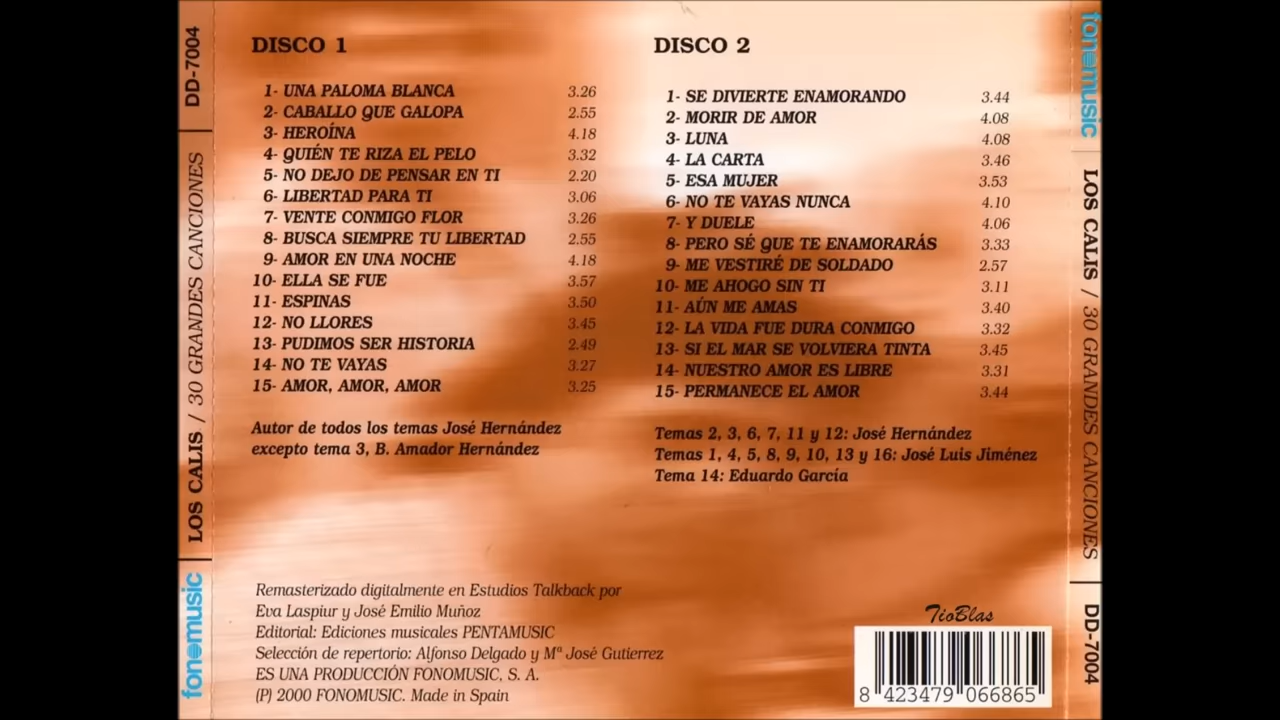 DD-7004
LOS CALIS / 30 GRANDES CANCIONES
fonomusic
DISCO 1
1- UNA PALOMA BLANCA 3.26
2- CABALLO QUE GALOPA 2.55
3- HEROÍNA 4.18
4- QUIÉN TE RIZA EL PELO 3.32
5- NO DEJO DE PENSAR EN TI 2.20
6- LIBERTAD PARA TI 3.06
7- VENTE CONMIGO FLOR 3.26
8- BUSCA SIEMPRE TU LIBERTAD 2.55
9- AMOR EN UNA NOCHE 4.18
10- ELLA SE FUE 3.57
11- ESPINAS 3.50
12- NO LLORES 3.45
13- PUDIMOS SER HISTORIA 2.49
14- NO TE VAYAS 3.27
15- AMOR, AMOR, AMOR 3.25
Autor de todos los temas José Hernández
excepto tema 3, B. Amador Hernández
DISCO 2
1- SE DIVIERTE ENAMORANDO 3.44
2- MORIR DE AMOR 4.08
3- LUNA 4.08
4- LA CARTA 3.46
5- ESA MUJER 3.53
6- NO TE VAYAS NUNCA 4.10
7- Y DUELE 4.06
8- PERO SÉ QUE TE ENAMORARÁS 3.33
9- ME VESTIRÉ DE SOLDADO 2.57
10- ME AHOGO SIN TI 3.11
11- AÚN ME AMAS 3.40
12- LA VIDA FUE DURA CONMIGO 3.32
13- SI EL MAR SE VOLVIERA TINTA 3.45
14- NUESTRO AMOR ES LIBRE 3.31
15- PERMANECE EL AMOR 3.44
Temas 2, 3, 6, 7, 11 y 12: José Hernández
Temas 1, 4, 5, 8, 9, 10, 13 y 16: José Luis Jiménez
Tema 14: Eduardo García
Remasterizado digitalmente en Estudios Talkback por
Eva Laspiur y José Emilio Muñoz
Editorial: Ediciones musicales PENTAMUSIC
Selección de repertorio: Alfonso Delgado y Mª José Gutierrez
ES UNA PRODUCCIÓN FONOMUSIC, S. A.
(P) 2000 FONOMUSIC. Made in Spain
TioBlas
8 423479 066865
fonomusic
LOS CALIS / 30 GRANDES CANCIONES
DD-7004